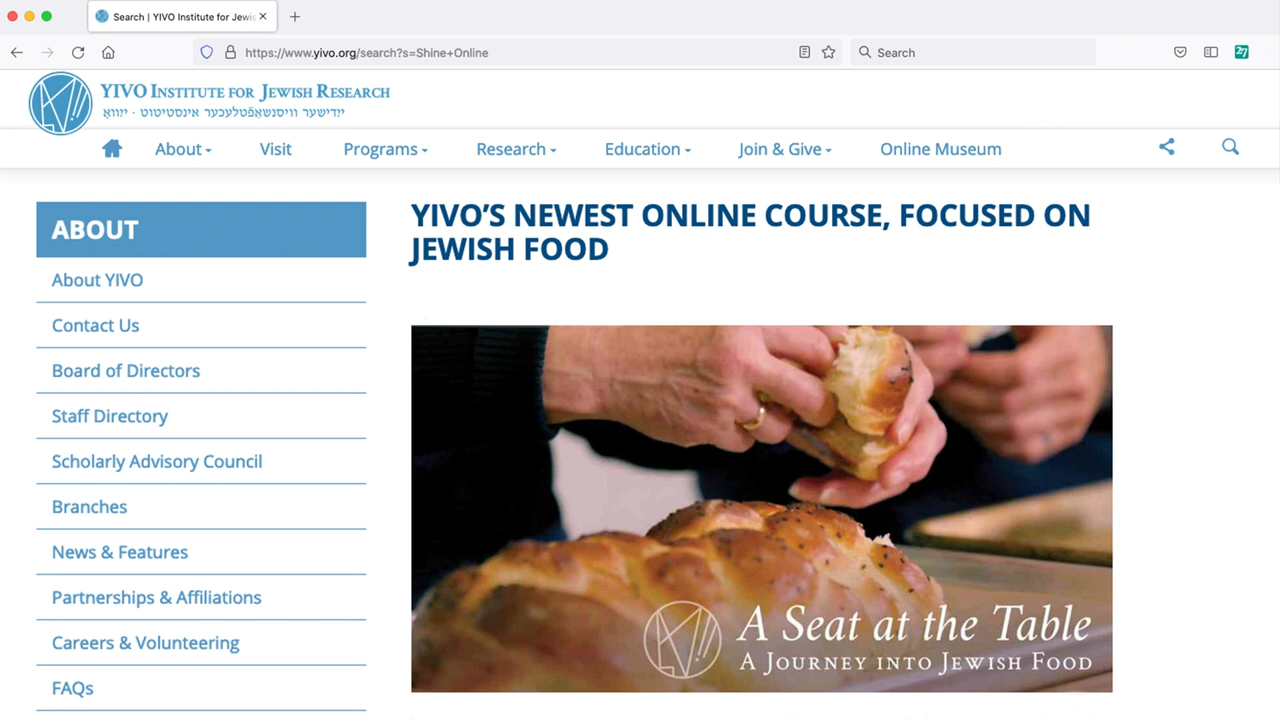 Search | YIVO Institute for Jewis
https://www.yivo.org/search?s=Shine+Online
Search
27
YIVO INSTITUTE FOR JEWISH RESEARCH
ייִדישער װיסנשאַפֿטלעכער אינסטיטוט · ייִװאָ
About
Visit
Programs
Research
Education
Join & Give
Online Museum
ABOUT
About YIVO
Contact Us
Board of Directors
Staff Directory
Scholarly Advisory Council
Branches
News & Features
Partnerships & Affiliations
Careers & Volunteering
FAQs
YIVO’S NEWEST ONLINE COURSE, FOCUSED ON
JEWISH FOOD
A Seat at the Table
A JOURNEY INTO JEWISH FOOD